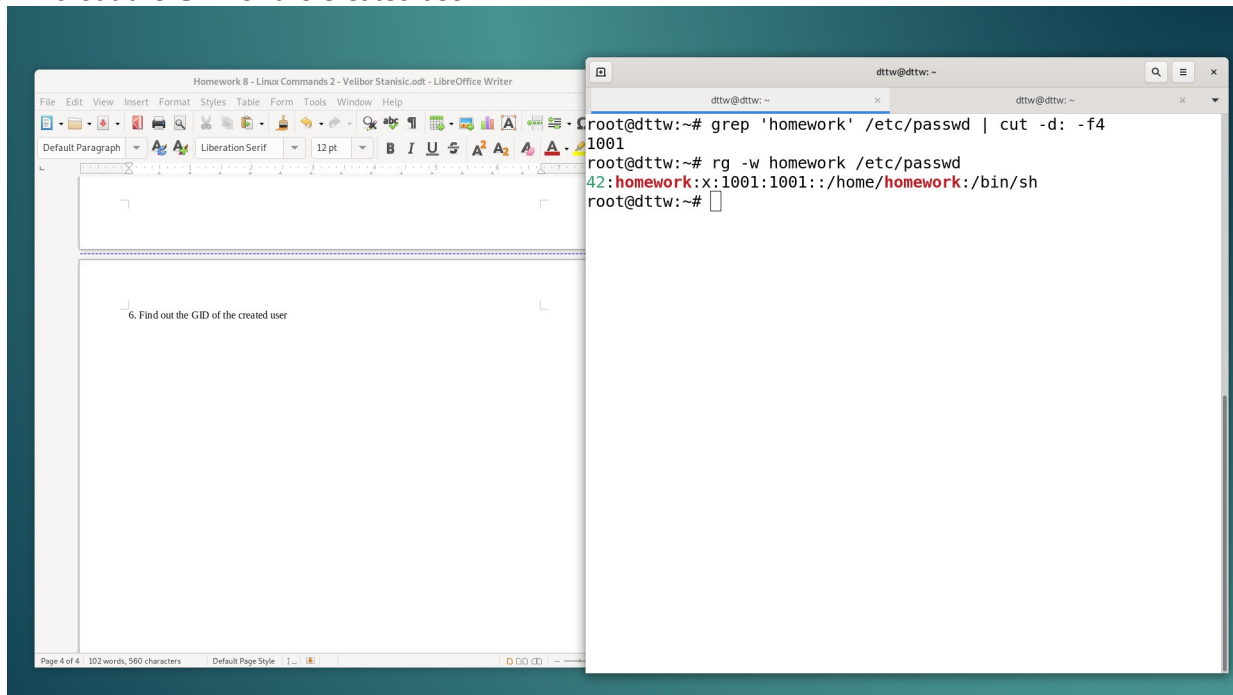 Homework 8 - Linux Commands 2 - Velibor Stanisic.odt - LibreOffice Writer
File Edit View Insert Format Styles Table Form Tools Window Help
Default Paragraph
Liberation Serif
12 pt
6. Find out the GID of the created user
Page 4 of 4
102 words, 560 characters
Default Page Style
dttw@dttw: ~
dttw@dttw: ~
dttw@dttw: ~
root@dttw:~# grep 'homework' /etc/passwd | cut -d: -f4
1001
root@dttw:~# rg -w homework /etc/passwd
42:homework:x:1001:1001::/home/homework:/bin/sh
root@dttw:~#